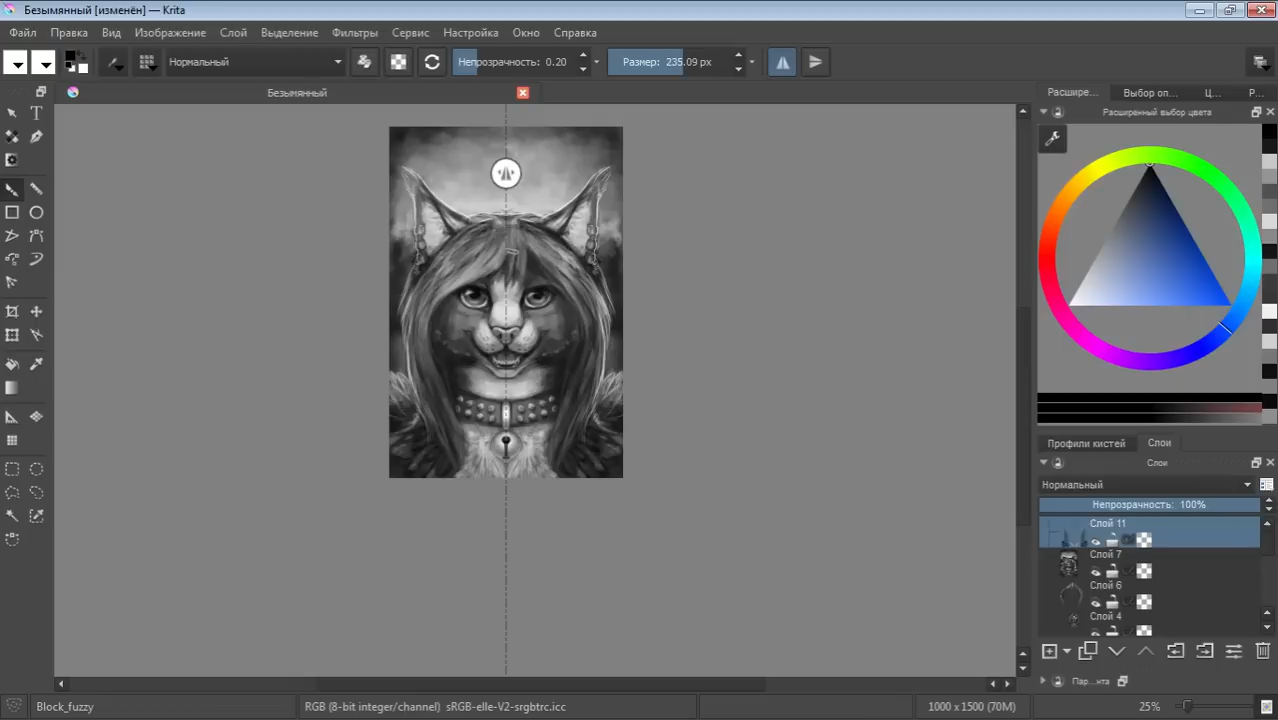 Безымянный [изменён] — Krita
Файл Правка Вид Изображение Слой Выделение Фильтры Сервис Настройка Окно Справка
Нормальный Непрозрачность: 0.20 Размер: 235.09 px
Безымянный
Расшире... Выбор оп... Ц... Р...
Расширенный выбор цвета
Профили кистей Слои
Слои
Нормальный
Непрозрачность: 100%
Слой 11
Слой 7
Слой 6
Слой 4
Пар...нта
Block_fuzzy RGB (8-bit integer/channel) sRGB-elle-V2-srgbtrc.icc 1000 x 1500 (70M) 25%